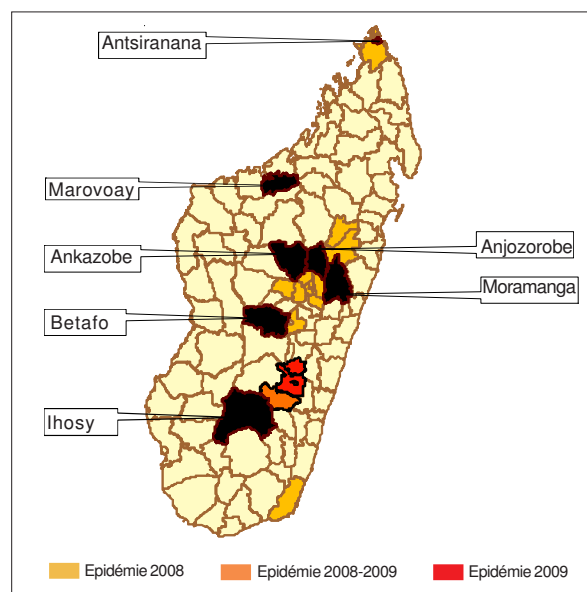 Antsiranana
Marovoay
Ankazobe
Anjozorobe
Moramanga
Betafo
Ihosy
Epidémie 2008
Epidémie 2008-2009
Epidémie 2009